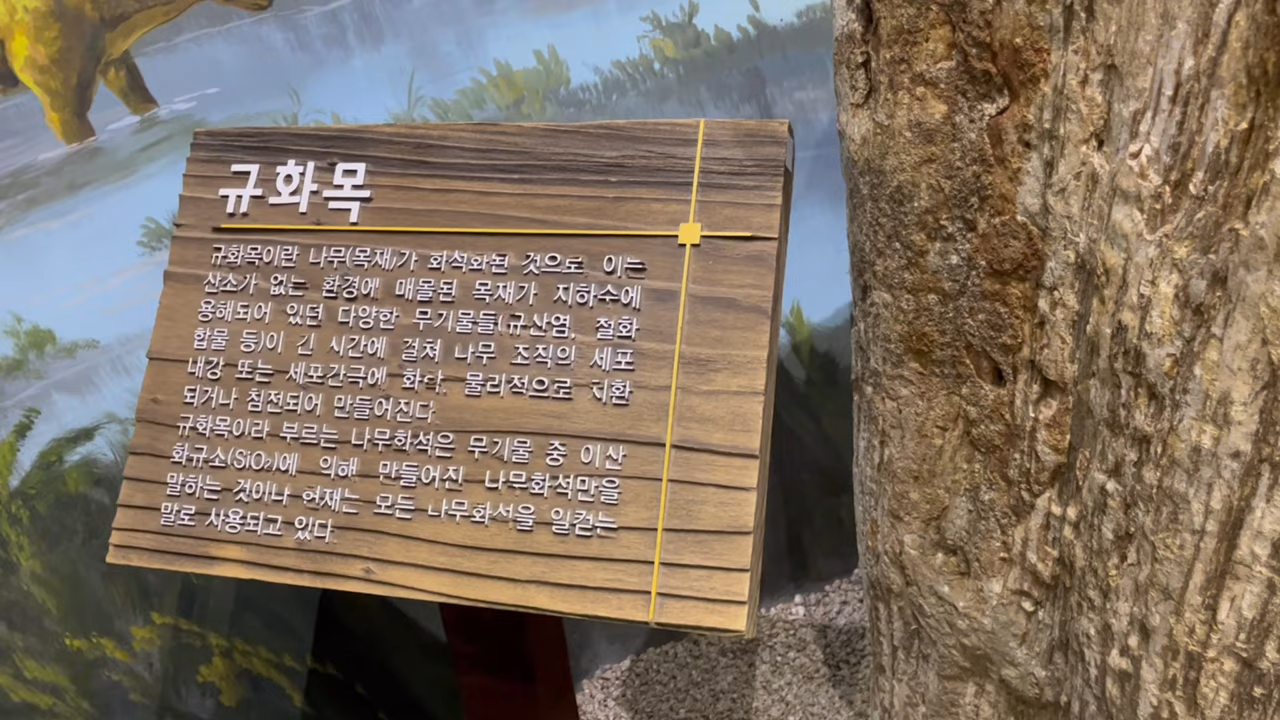 규화목
규화목이란 나무(목재)가 화석화된 것으로, 이는
산소가 없는 환경에 매몰된 목재가 지하수에
용해되어 있던 다양한 무기물들(규산염, 철화
합물 등)이 긴 시간에 걸쳐 나무 조직의 세포
내강 또는 세포간극에 화학, 물리적으로 치환
되거나 침전되어 만들어진다.
규화목이라 부르는 나무화석은 무기물 중 이산
화규소(SiO₂)에 의해 만들어진 나무화석만을
말하는 것이나 현재는 모든 나무화석을 일컫는
말로 사용되고 있다.